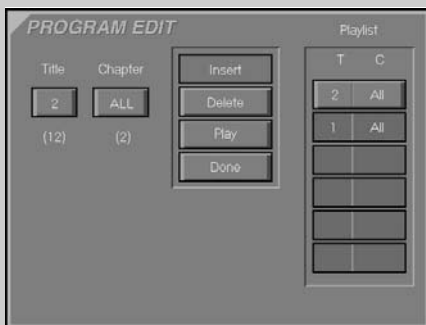 PROGRAM EDIT
Title Chapter
2 ALL
(12) (2)
Insert
Delete
Play
Done
Playlist
T C
2 All
1 All